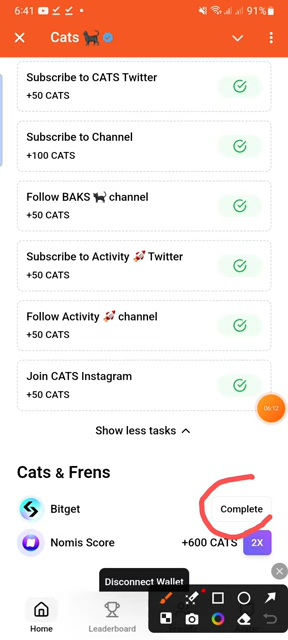 6:41
91%
Cats
Subscribe to CATS Twitter
+50 CATS
Subscribe to Channel
+100 CATS
Follow BAKS 🐈‍⬛ channel
+50 CATS
Subscribe to Activity 🚀 Twitter
+50 CATS
Follow Activity 🚀 channel
+50 CATS
Join CATS Instagram
+50 CATS
06:12
Show less tasks
Cats & Frens
Bitget
Complete
Nomis Score
+600 CATS
2X
Disconnect Wallet
Home
Leaderboard